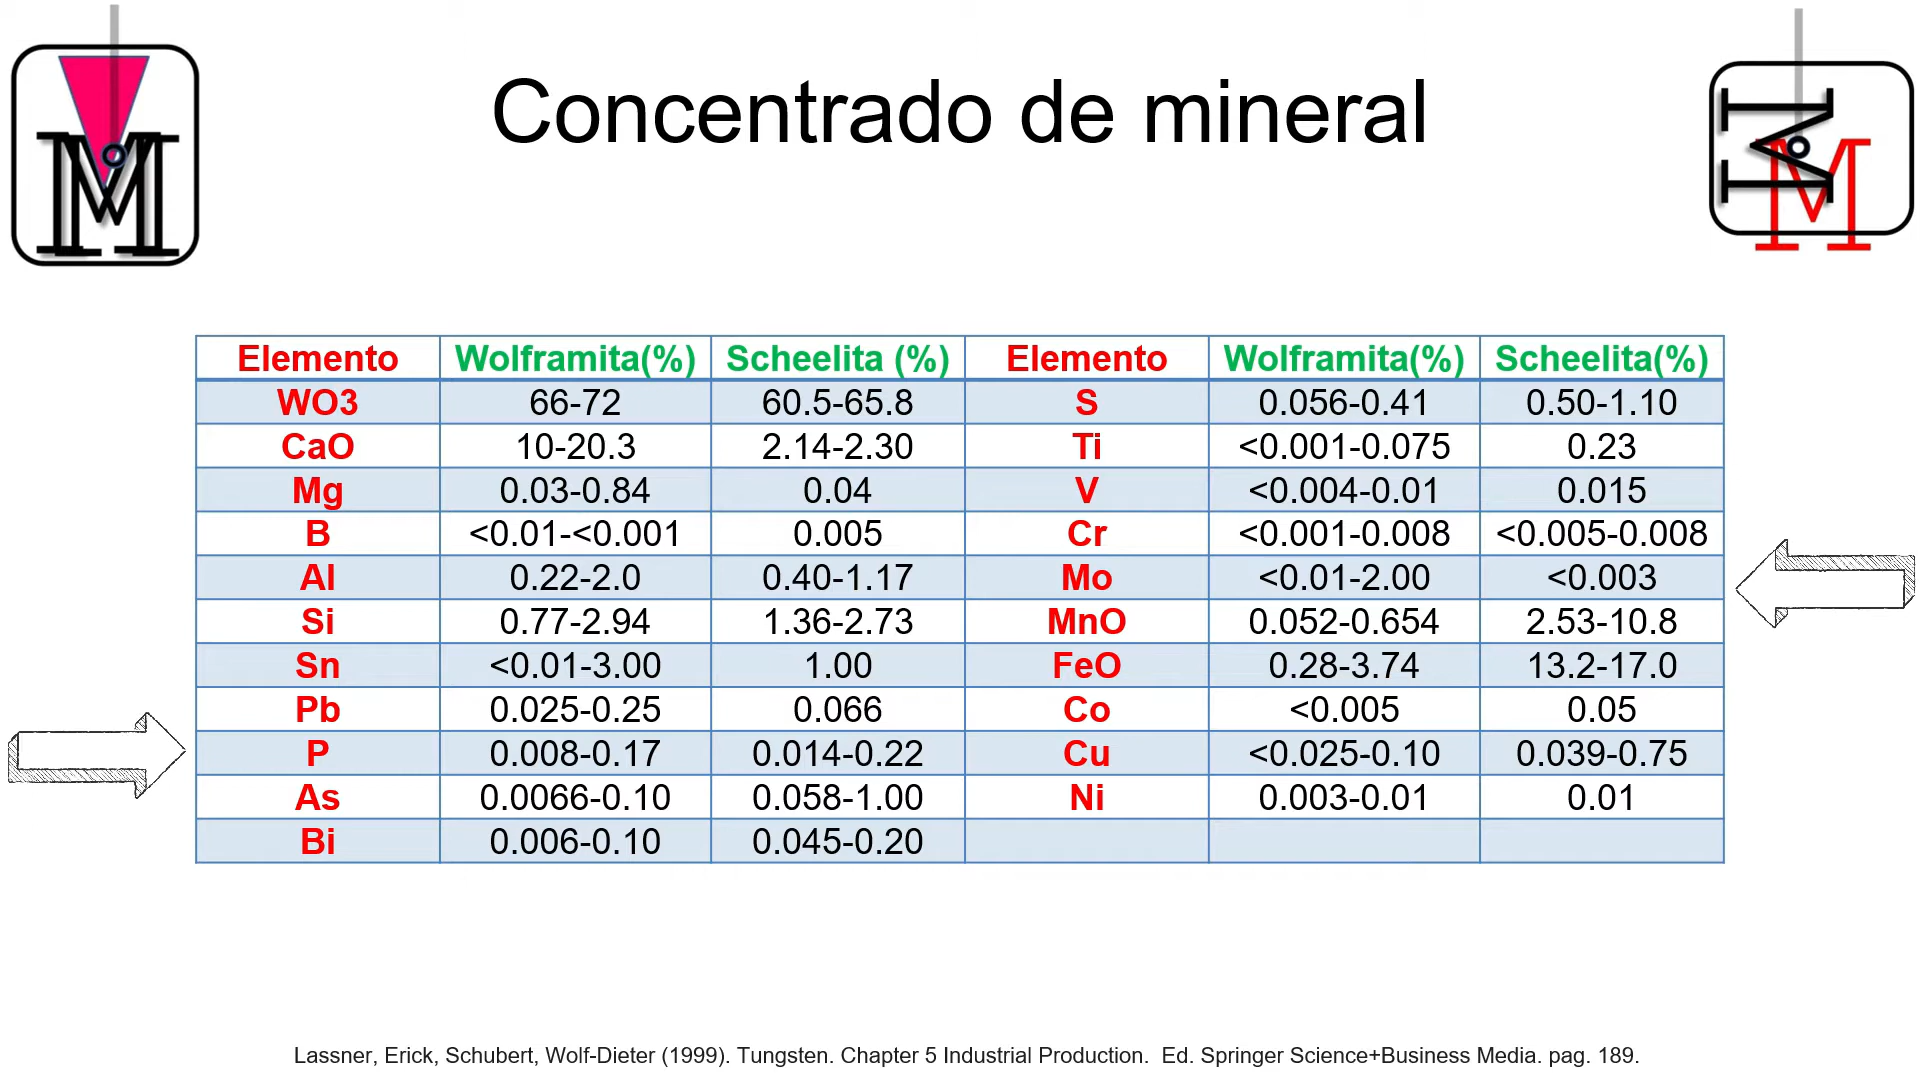 Concentrado de mineral
Elemento Wolframita(%) Scheelita (%) Elemento Wolframita(%) Scheelita(%)
WO3 66-72 60.5-65.8 S 0.056-0.41 0.50-1.10
CaO 10-20.3 2.14-2.30 Ti <0.001-0.075 0.23
Mg 0.03-0.84 0.04 V <0.004-0.01 0.015
B <0.01-<0.001 0.005 Cr <0.001-0.008 <0.005-0.008
Al 0.22-2.0 0.40-1.17 Mo <0.01-2.00 <0.003
Si 0.77-2.94 1.36-2.73 MnO 0.052-0.654 2.53-10.8
Sn <0.01-3.00 1.00 FeO 0.28-3.74 13.2-17.0
Pb 0.025-0.25 0.066 Co <0.005 0.05
P 0.008-0.17 0.014-0.22 Cu <0.025-0.10 0.039-0.75
As 0.0066-0.10 0.058-1.00 Ni 0.003-0.01 0.01
Bi 0.006-0.10 0.045-0.20
Lassner, Erick, Schubert, Wolf-Dieter (1999). Tungsten. Chapter 5 Industrial Production. Ed. Springer Science+Business Media. pag. 189.